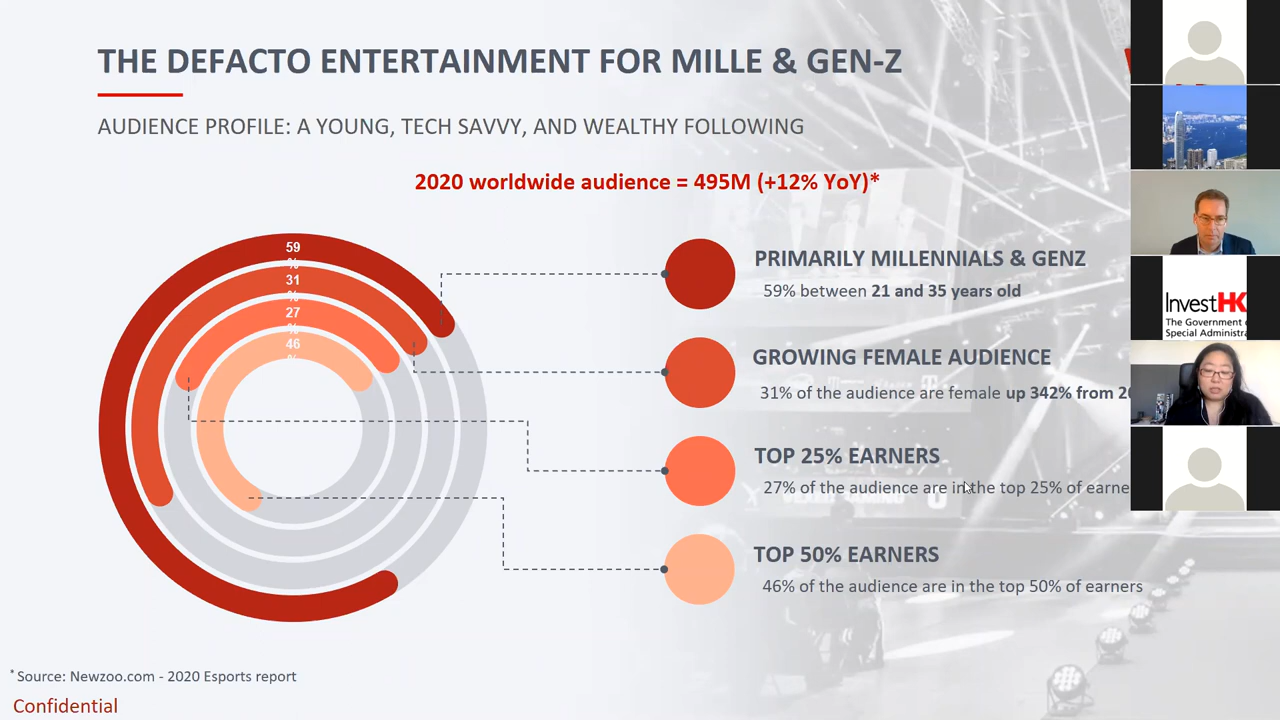 THE DEFACTO ENTERTAINMENT FOR MILLE & GEN-Z
AUDIENCE PROFILE: A YOUNG, TECH SAVVY, AND WEALTHY FOLLOWING
2020 worldwide audience = 495M (+12% YoY)*
59
%
31
%
27
%
46
%
PRIMARILY MILLENNIALS & GENZ
59% between 21 and 35 years old
GROWING FEMALE AUDIENCE
31% of the audience are female up 342% from
TOP 25% EARNERS
27% of the audience are in the top 25% of
TOP 50% EARNERS
46% of the audience are in the top 50% of earners
InvestHK
The Government
Special
* Source: Newzoo.com - 2020 Esports report
Confidential